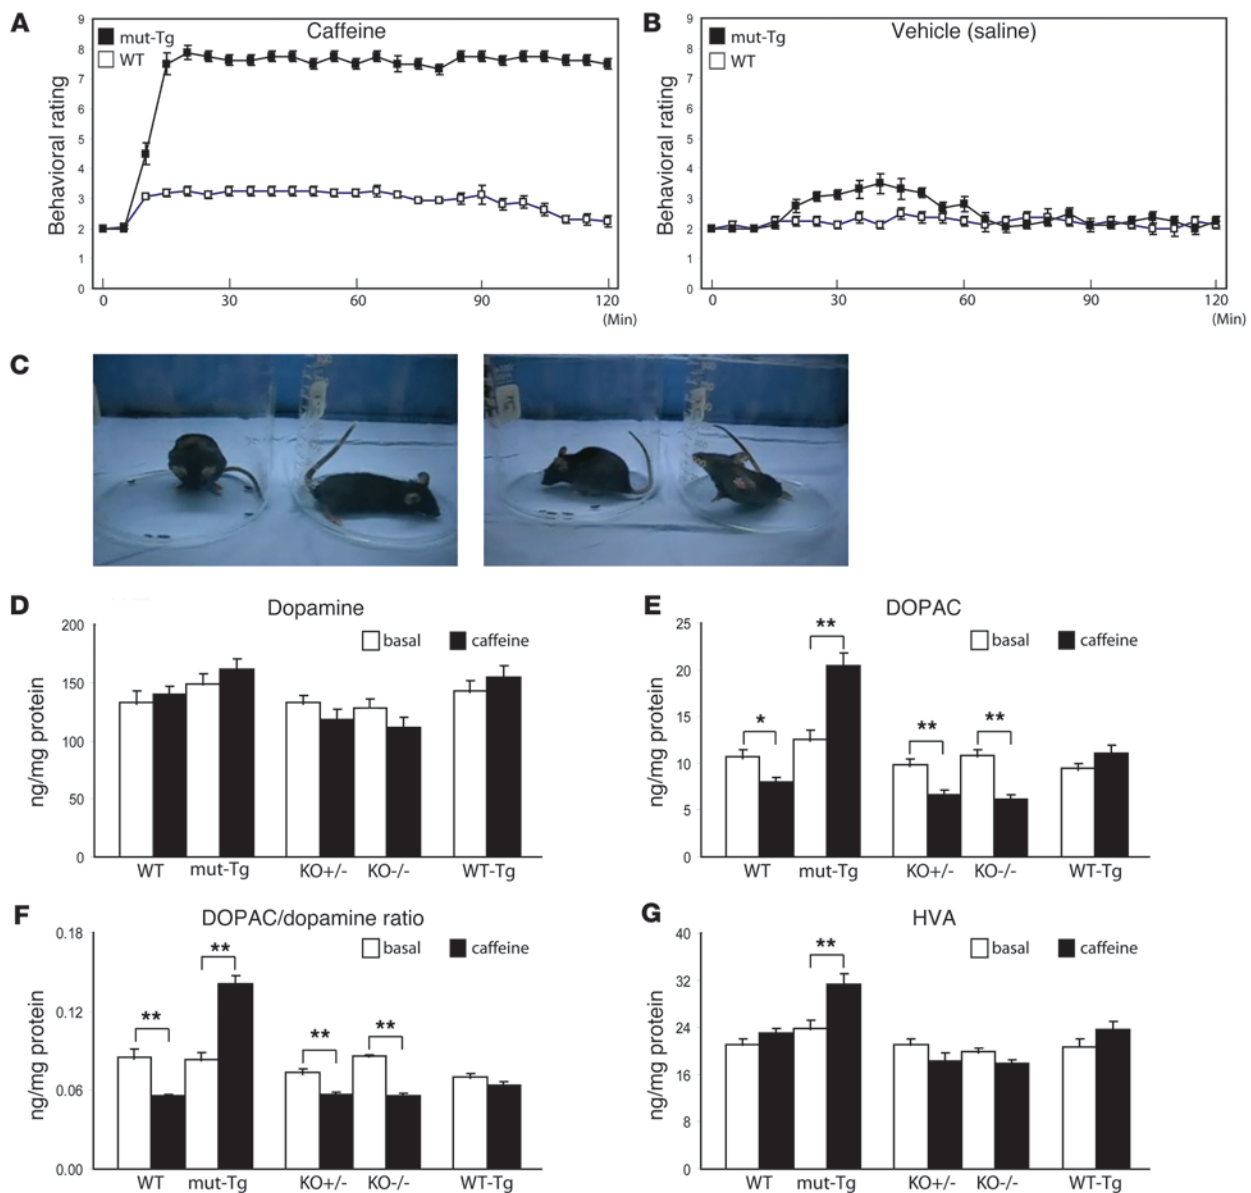 A
Caffeine
mut-Tg
WT
Behavioral rating
9
8
7
6
5
4
3
2
1
0
0 30 60 90 120
(Min)
B
Vehicle (saline)
mut-Tg
WT
Behavioral rating
9
8
7
6
5
4
3
2
1
0
0 30 60 90 120
(Min)
C
D
Dopamine
basal caffeine
ng/mg protein
200
150
100
50
0
WT mut-Tg KO+/- KO-/- WT-Tg
E
DOPAC
basal caffeine
ng/mg protein
25
20
15
10
5
0
* ** ** **
WT mut-Tg KO+/- KO-/- WT-Tg
F
DOPAC/dopamine ratio
basal caffeine
ng/mg protein
0.18
0.12
0.06
0.00
** ** ** **
WT mut-Tg KO+/- KO-/- WT-Tg
G
HVA
basal caffeine
ng/mg protein
40
32
24
16
8
0
**
WT mut-Tg KO+/- KO-/- WT-Tg